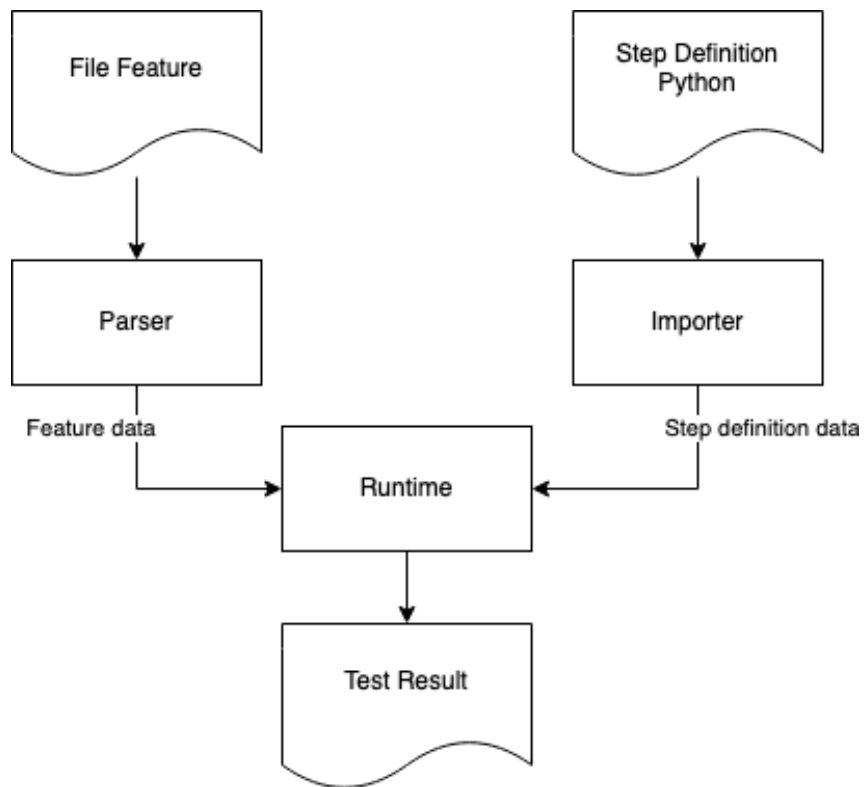 File Feature
Step Definition
Python
Parser
Importer
Feature data
Step definition data
Runtime
Test Result